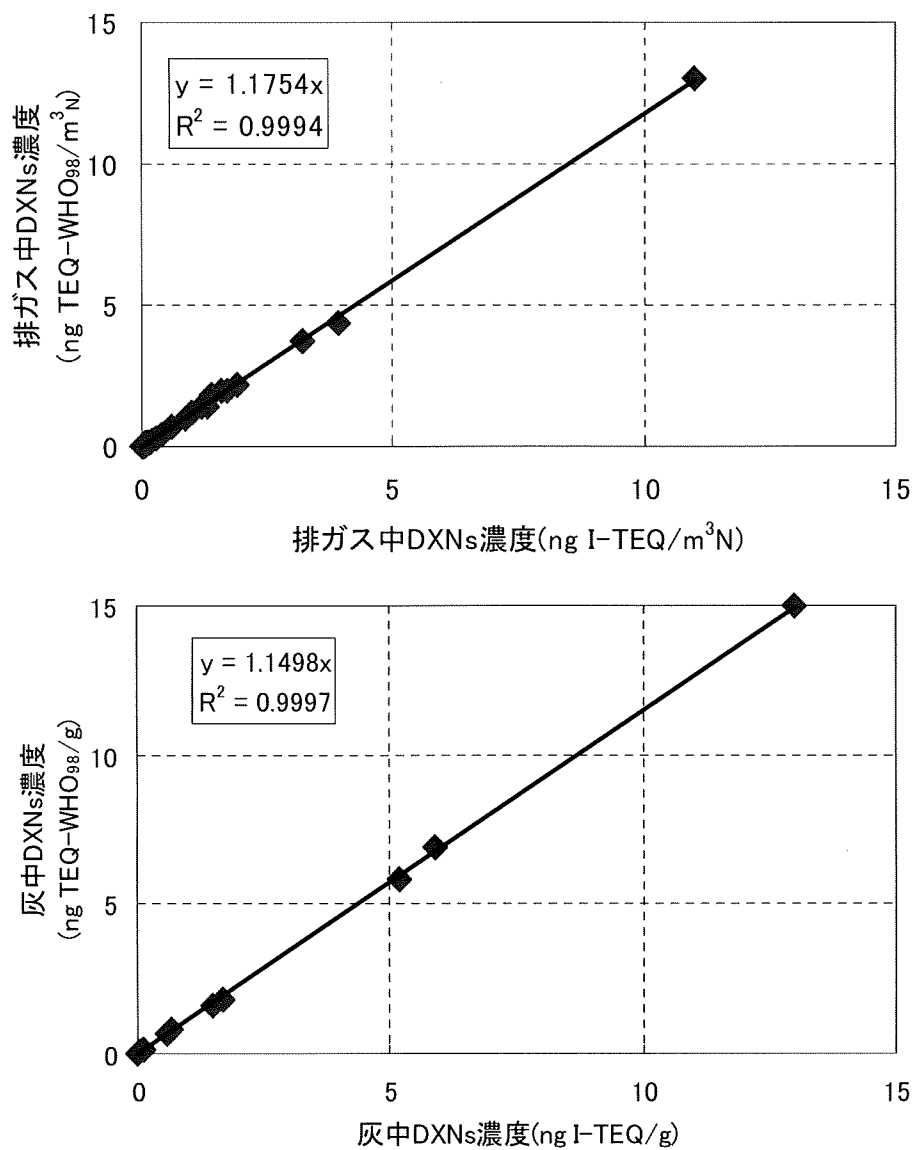 排ガス中DXNs濃度
(ng TEQ-WHO₉₈/m³N)
15
10
5
0
y = 1.1754x
R² = 0.9994
0 5 10 15
排ガス中DXNs濃度(ng I-TEQ/m³N)
灰中DXNs濃度
(ng TEQ-WHO₉₈/g)
15
10
5
0
y = 1.1498x
R² = 0.9997
0 5 10 15
灰中DXNs濃度(ng I-TEQ/g)